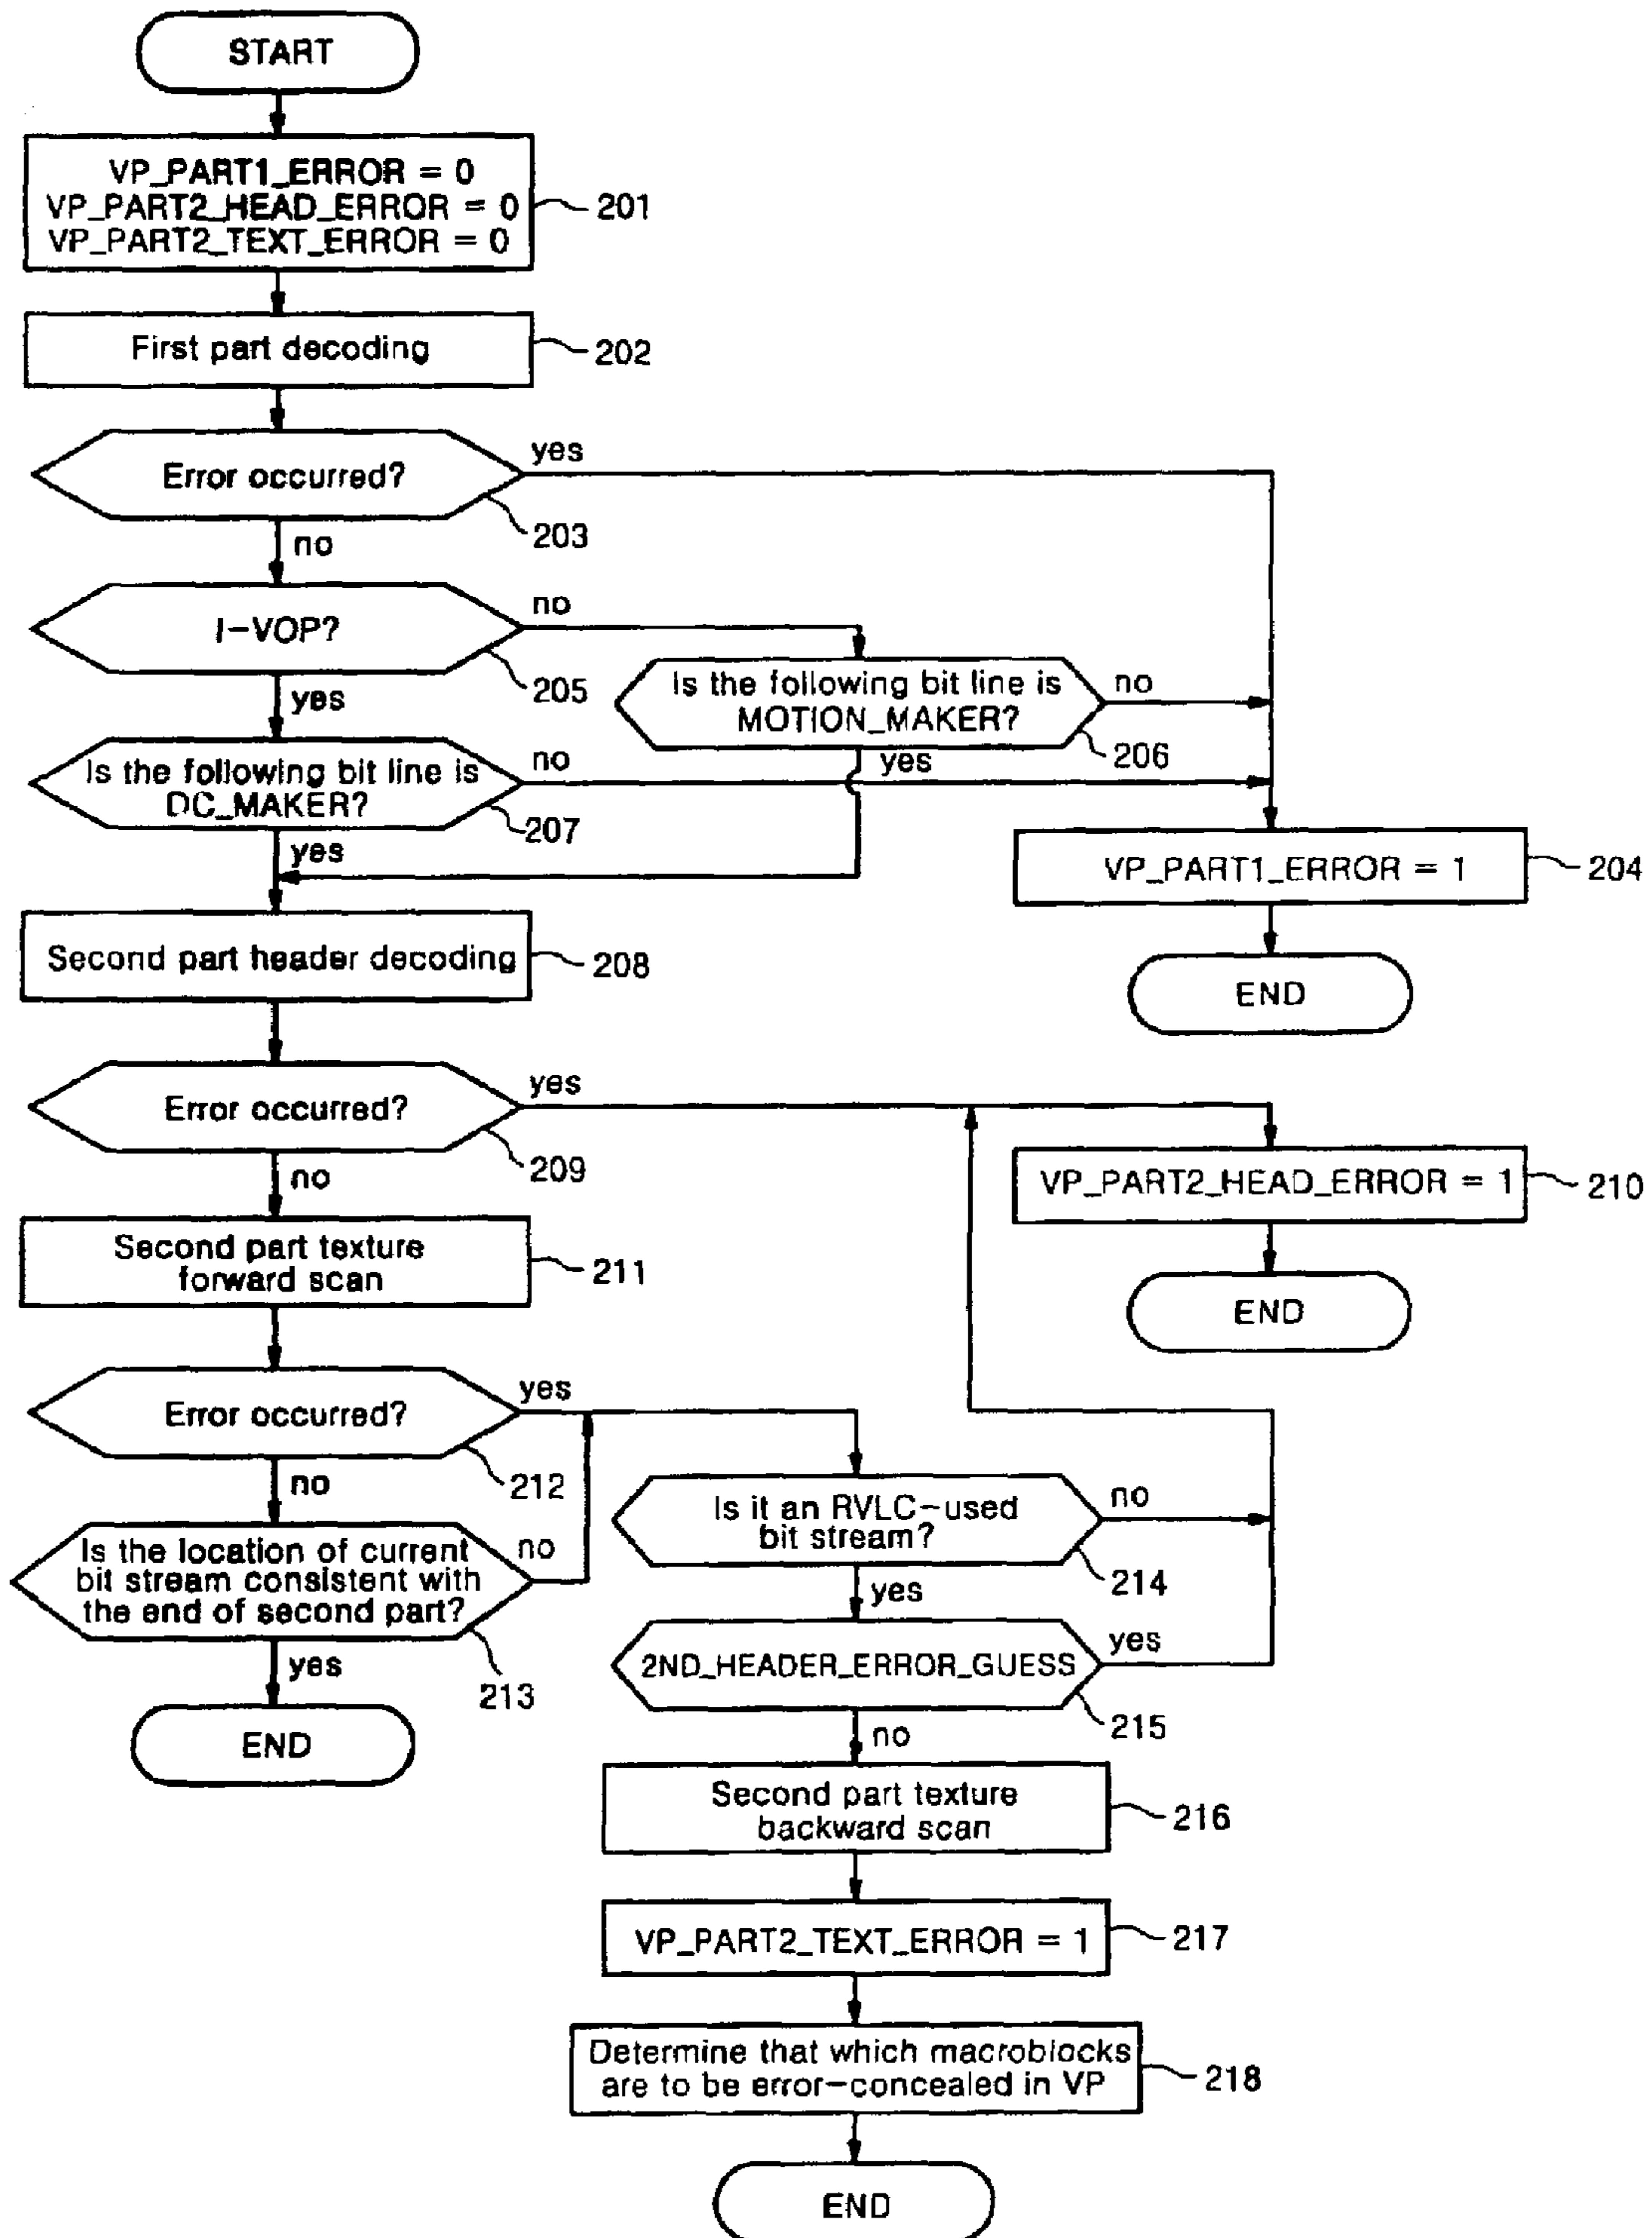 START
VP_PART1_ERROR = 0
VP_PART2_HEAD_ERROR = 0
VP_PART2_TEXT_ERROR = 0
201
First part decoding
202
Error occurred?
yes
203
no
I-VOP?
no
205
yes
Is the following bit line is
MOTION_MAKER?
no
206
yes
Is the following bit line is
DC_MAKER?
no
207
yes
VP_PART1_ERROR = 1
204
END
Second part header decoding
208
Error occurred?
yes
209
no
VP_PART2_HEAD_ERROR = 1
210
END
Second part texture
forward scan
211
Error occurred?
yes
212
no
Is the location of current
bit stream consistent with
the end of second part?
no
213
yes
END
Is it an RVLC-used
bit stream?
no
214
yes
2ND_HEADER_ERROR_GUESS
yes
215
no
Second part texture
backward scan
216
VP_PART2_TEXT_ERROR = 1
217
Determine that which macroblocks
are to be error-concealed in VP
218
END